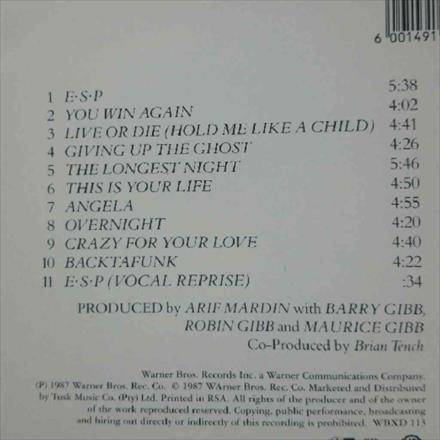 6 001491
1 E·S·P 5:38
2 YOU WIN AGAIN 4:02
3 LIVE OR DIE (HOLD ME LIKE A CHILD) 4:41
4 GIVING UP THE GHOST 4:26
5 THE LONGEST NIGHT 5:46
6 THIS IS YOUR LIFE 4:50
7 ANGELA 4:55
8 OVERNIGHT 4:20
9 CRAZY FOR YOUR LOVE 4:40
10 BACKTAFUNK 4:22
11 E·S·P (VOCAL REPRISE) :34
PRODUCED by ARIF MARDIN with BARRY GIBB,
ROBIN GIBB and MAURICE GIBB
Co-Produced by Brian Tench
Warner Bros. Records Inc. a Warner Communications Company.
(P) 1987 Warner Bros. Rec. Co. © 1987 WArner Bros. Rec. Co. Marketed and Distributed
by Tusk Music Co. (Pty) Ltd. Printed in RSA. All rights of the producer and of the owner
of the work reproduced reserved. Copying, public performance, broadcasting
and hiring out directly or indirectly of this recording is prohibited. WBXD 113